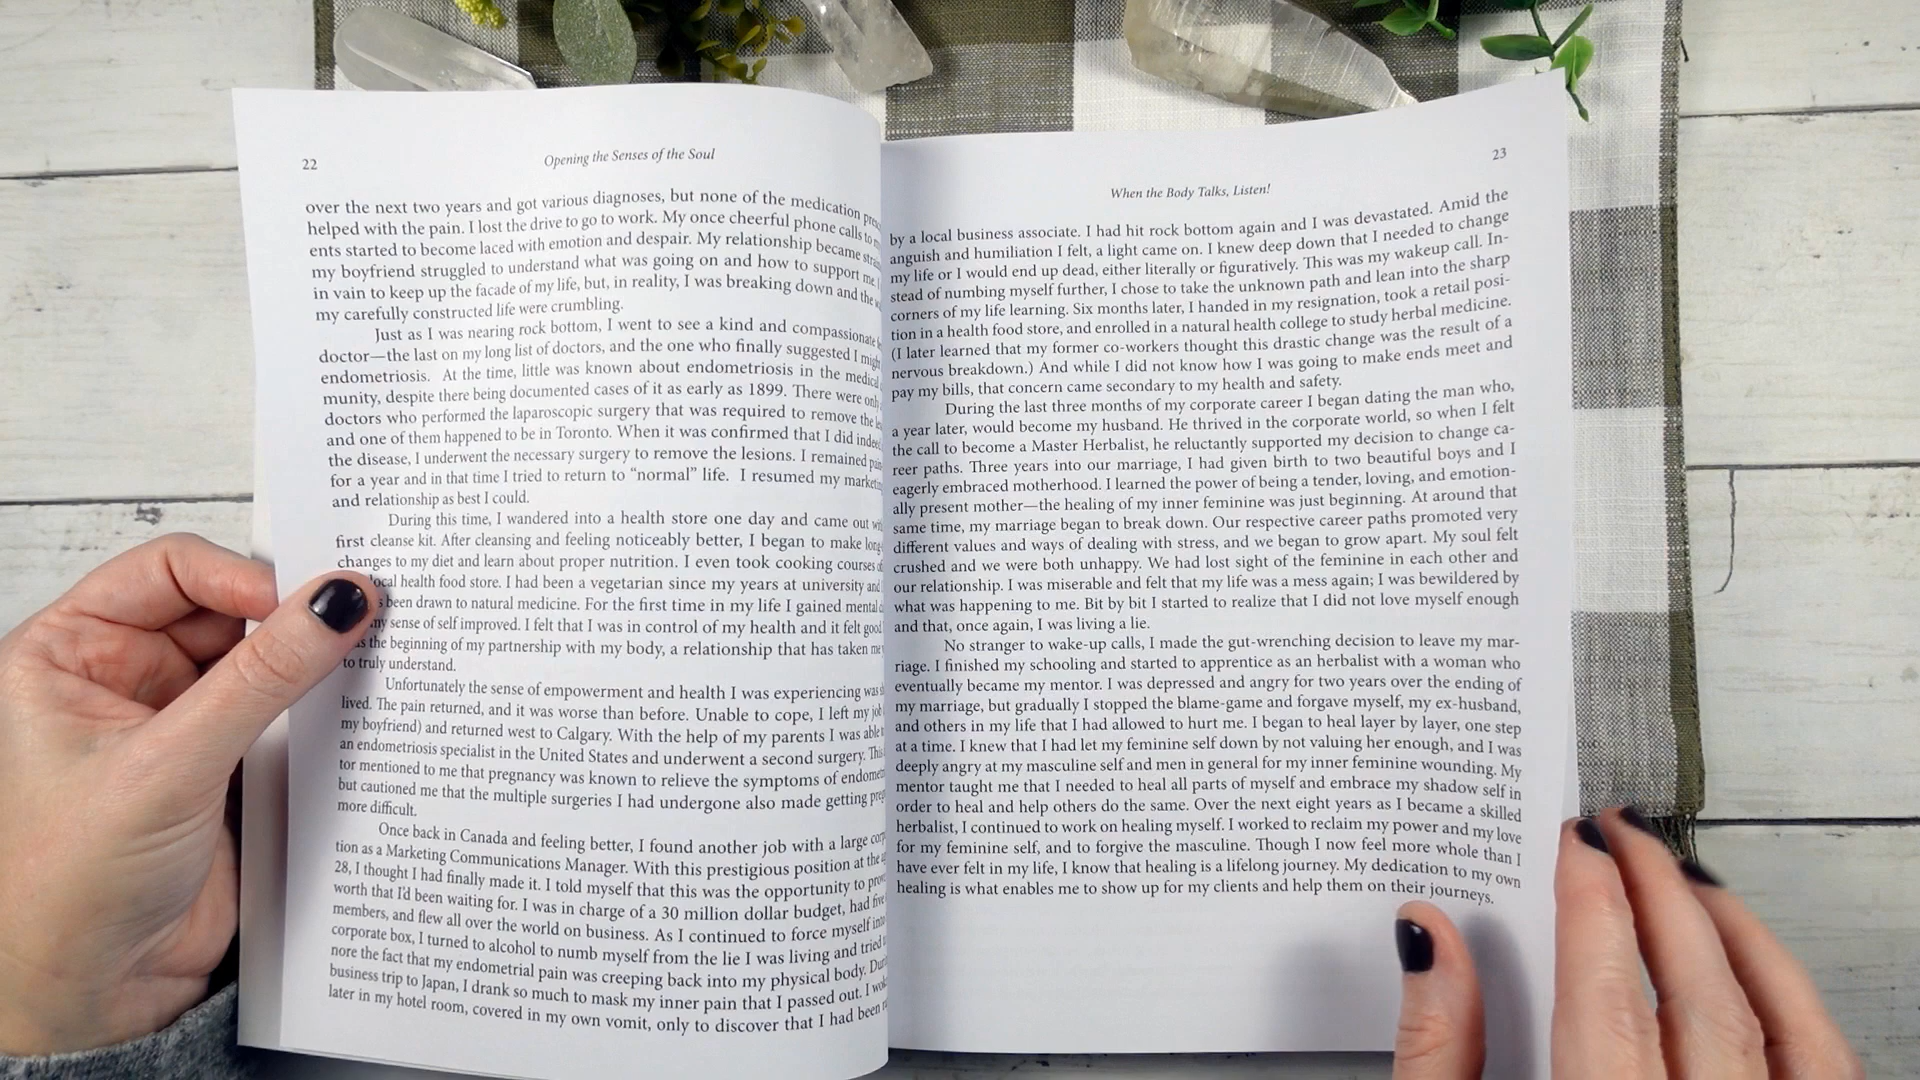 22
Opening the Senses of the Soul
over the next two years and got various diagnoses, but none of the medication
helped with the pain. I lost the drive to go to work. My once cheerful phone calls to
ents started to become laced with emotion and despair. My relationship became
my boyfriend struggled to understand what was going on and how to support me
in vain to keep up the facade of my life, but, in reality, I was breaking down and the
my carefully constructed life were crumbling.
Just as I was nearing rock bottom, I went to see a kind and compassionate
doctor—the last on my long list of doctors, and the one who finally suggested I might
endometriosis. At the time, little was known about endometriosis in the medical
munity, despite there being documented cases of it as early as 1899. There were only
doctors who performed the laparoscopic surgery that was required to remove the
and one of them happened to be in Toronto. When it was confirmed that I did indeed
the disease, I underwent the necessary surgery to remove the lesions. I remained
for a year and in that time I tried to return to “normal” life. I resumed my
and relationship as best I could.
During this time, I wandered into a health store one day and came out
first cleanse kit. After cleansing and feeling noticeably better, I began to make
changes to my diet and learn about proper nutrition. I even took cooking courses
local health food store. I had been a vegetarian since my years at university and
been drawn to natural medicine. For the first time in my life I gained mental
my sense of self improved. I felt that I was in control of my health and it felt good
the beginning of my partnership with my body, a relationship that has taken
to truly understand.
Unfortunately the sense of empowerment and health I was experiencing was
lived. The pain returned, and it was worse than before. Unable to cope, I left my job
my boyfriend) and returned west to Calgary. With the help of my parents I was able
an endometriosis specialist in the United States and underwent a second surgery. This
tor mentioned to me that pregnancy was known to relieve the symptoms of
but cautioned me that the multiple surgeries I had undergone also made getting
more difficult.
Once back in Canada and feeling better, I found another job with a large
tion as a Marketing Communications Manager. With this prestigious position at the
28, I thought I had finally made it. I told myself that this was the opportunity to
worth that I'd been waiting for. I was in charge of a 30 million dollar budget, had five
members, and flew all over the world on business. As I continued to force myself into
corporate box, I turned to alcohol to numb myself from the lie I was living and tried
nore the fact that my endometrial pain was creeping back into my physical body.
business trip to Japan, I drank so much to mask my inner pain that I passed out. I
later in my hotel room, covered in my own vomit, only to discover that I had been
23
When the Body Talks, Listen!
by a local business associate. I had hit rock bottom again and I was devastated. Amid the
anguish and humiliation I felt, a light came on. I knew deep down that I needed to change
my life or I would end up dead, either literally or figuratively. This was my wakeup call. In-
stead of numbing myself further, I chose to take the unknown path and lean into the sharp
corners of my life learning. Six months later, I handed in my resignation, took a retail posi-
tion in a health food store, and enrolled in a natural health college to study herbal medicine.
(I later learned that my former co-workers thought this drastic change was the result of a
nervous breakdown.) And while I did not know how I was going to make ends meet and
pay my bills, that concern came secondary to my health and safety.
During the last three months of my corporate career I began dating the man who,
a year later, would become my husband. He thrived in the corporate world, so when I felt
the call to become a Master Herbalist, he reluctantly supported my decision to change ca-
reer paths. Three years into our marriage, I had given birth to two beautiful boys and I
eagerly embraced motherhood. I learned the power of being a tender, loving, and emotion-
ally present mother—the healing of my inner feminine was just beginning. At around that
same time, my marriage began to break down. Our respective career paths promoted very
different values and ways of dealing with stress, and we began to grow apart. My soul felt
crushed and we were both unhappy. We had lost sight of the feminine in each other and
our relationship. I was miserable and felt that my life was a mess again; I was bewildered by
what was happening to me. Bit by bit I started to realize that I did not love myself enough
and that, once again, I was living a lie.
No stranger to wake-up calls, I made the gut-wrenching decision to leave my mar-
riage. I finished my schooling and started to apprentice as an herbalist with a woman who
eventually became my mentor. I was depressed and angry for two years over the ending of
my marriage, but gradually I stopped the blame-game and forgave myself, my ex-husband,
and others in my life that I had allowed to hurt me. I began to heal layer by layer, one step
at a time. I knew that I had let my feminine self down by not valuing her enough, and I was
deeply angry at my masculine self and men in general for my inner feminine wounding. My
mentor taught me that I needed to heal all parts of myself and embrace my shadow self in
order to heal and help others do the same. Over the next eight years as I became a skilled
herbalist, I continued to work on healing myself. I worked to reclaim my power and my love
for my feminine self, and to forgive the masculine. Though I now feel more whole than I
have ever felt in my life, I know that healing is a lifelong journey. My dedication to my own
healing is what enables me to show up for my clients and help them on their journeys.